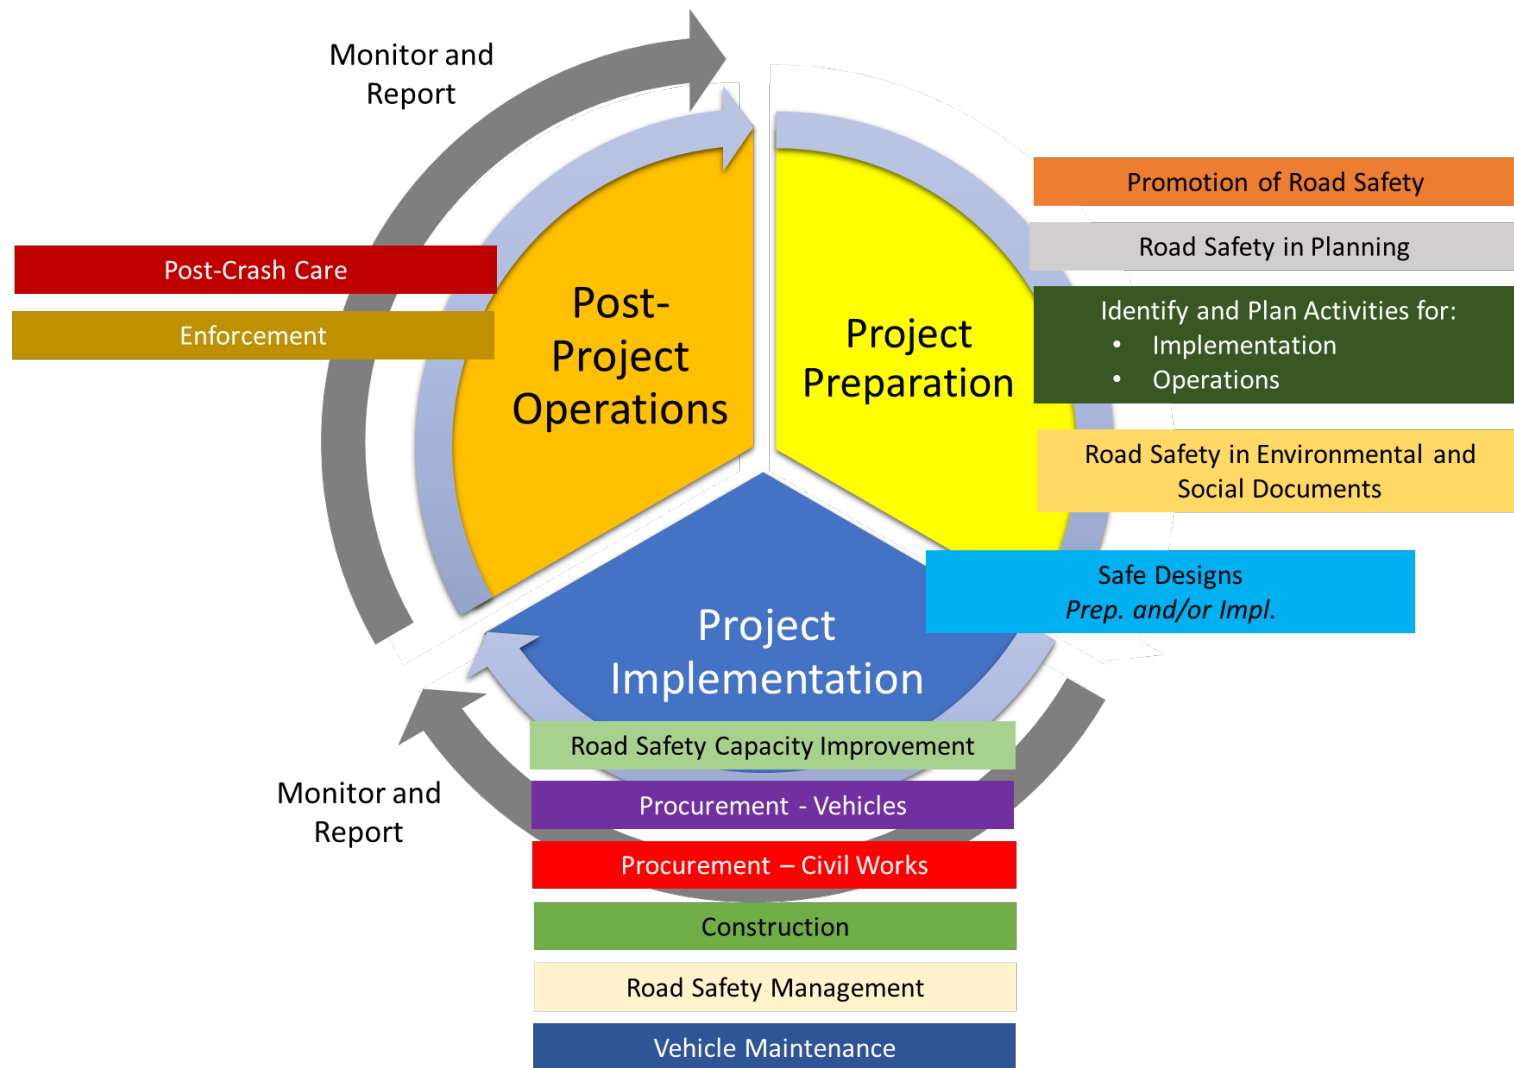 Monitor and
Report
Promotion of Road Safety
Road Safety in Planning
Identify and Plan Activities for:
• Implementation
• Operations
Road Safety in Environmental and
Social Documents
Safe Designs
Prep. and/or Impl.
Project
Preparation
Post-Crash Care
Enforcement
Post-
Project
Operations
Project
Implementation
Monitor and
Report
Road Safety Capacity Improvement
Procurement - Vehicles
Procurement – Civil Works
Construction
Road Safety Management
Vehicle Maintenance